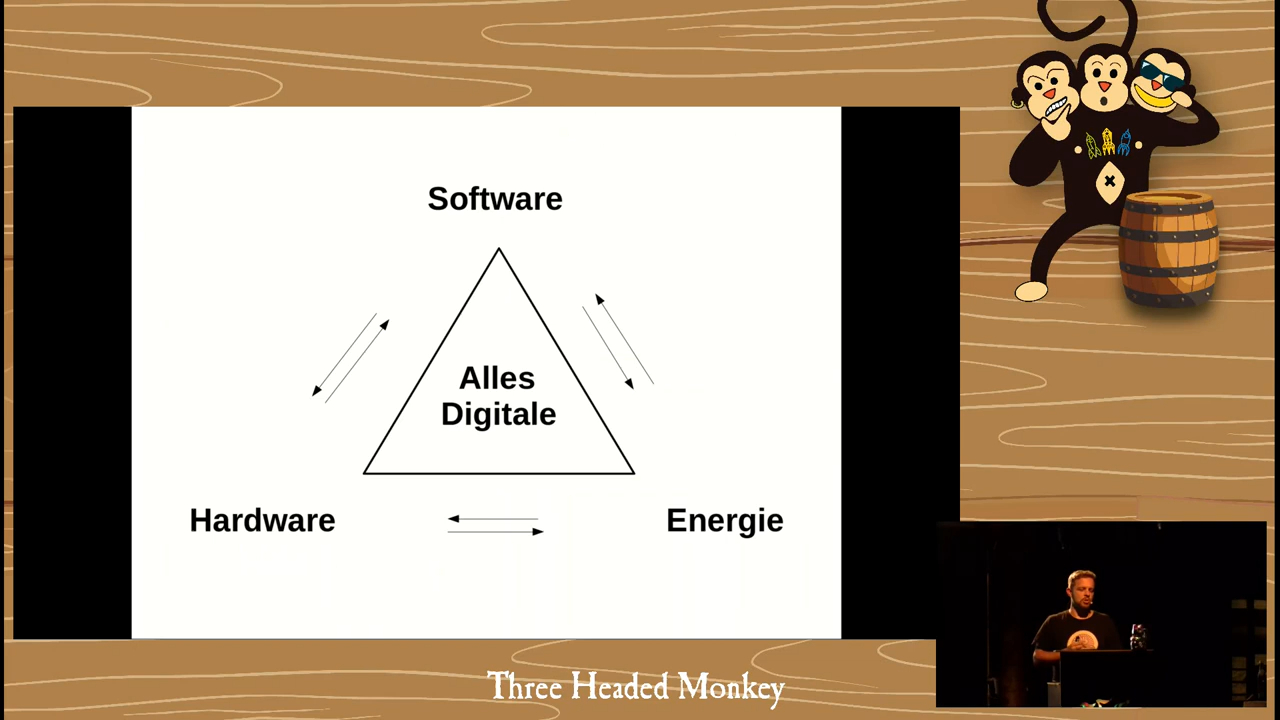 Software
Alles
Digitale
Hardware
Energie
Three Headed Monkey